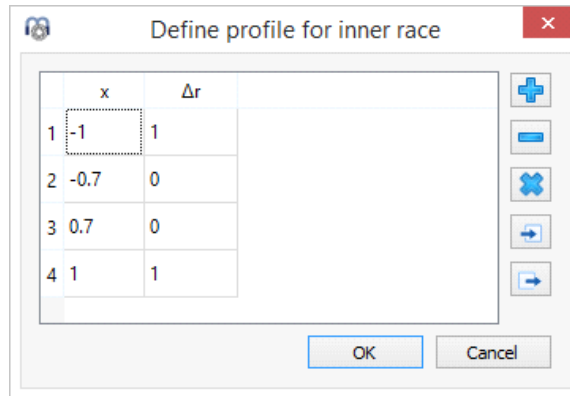 Define profile for inner race
x Δr
1 -1 1
2 -0.7 0
3 0.7 0
4 1 1
OK Cancel